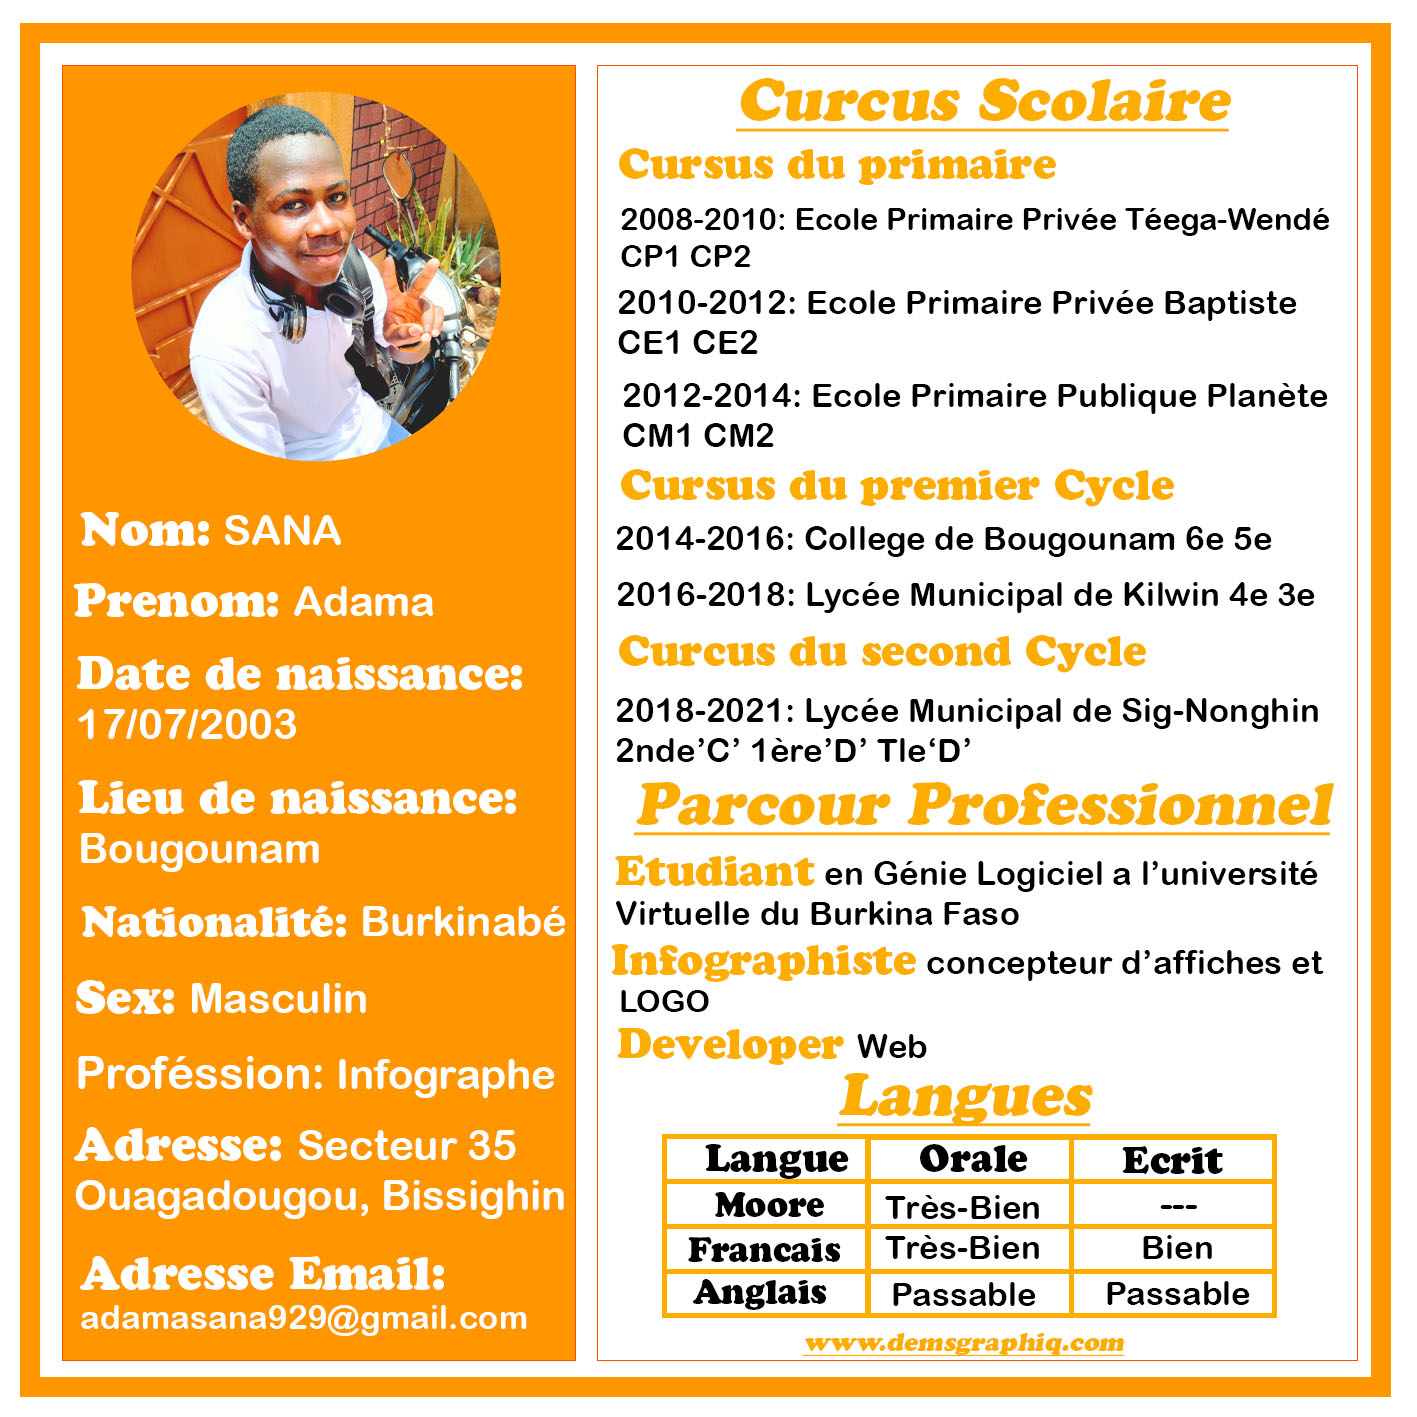 Nom: SANA
Prenom: Adama
Date de naissance:
17/07/2003
Lieu de naissance:
Bougounam
Nationalité: Burkinabé
Sex: Masculin
Proféssion: Infographe
Adresse: Secteur 35
Ouagadougou, Bissighin
Adresse Email:
adamasana929@gmail.com
Curcus Scolaire
Cursus du primaire
2008-2010: Ecole Primaire Privée Téega-Wendé
CP1 CP2
2010-2012: Ecole Primaire Privée Baptiste
CE1 CE2
2012-2014: Ecole Primaire Publique Planète
CM1 CM2
Cursus du premier Cycle
2014-2016: College de Bougounam 6e 5e
2016-2018: Lycée Municipal de Kilwin 4e 3e
Curcus du second Cycle
2018-2021: Lycée Municipal de Sig-Nonghin
2nde’C’ 1ère’D’ Tle‘D’
Parcour Professionnel
Etudiant en Génie Logiciel a l’université
Virtuelle du Burkina Faso
Infographiste concepteur d’affiches et
LOGO
Developer Web
Langues
Langue Orale Ecrit
Moore Très-Bien ---
Francais Très-Bien Bien
Anglais Passable Passable
www.demsgraphiq.com